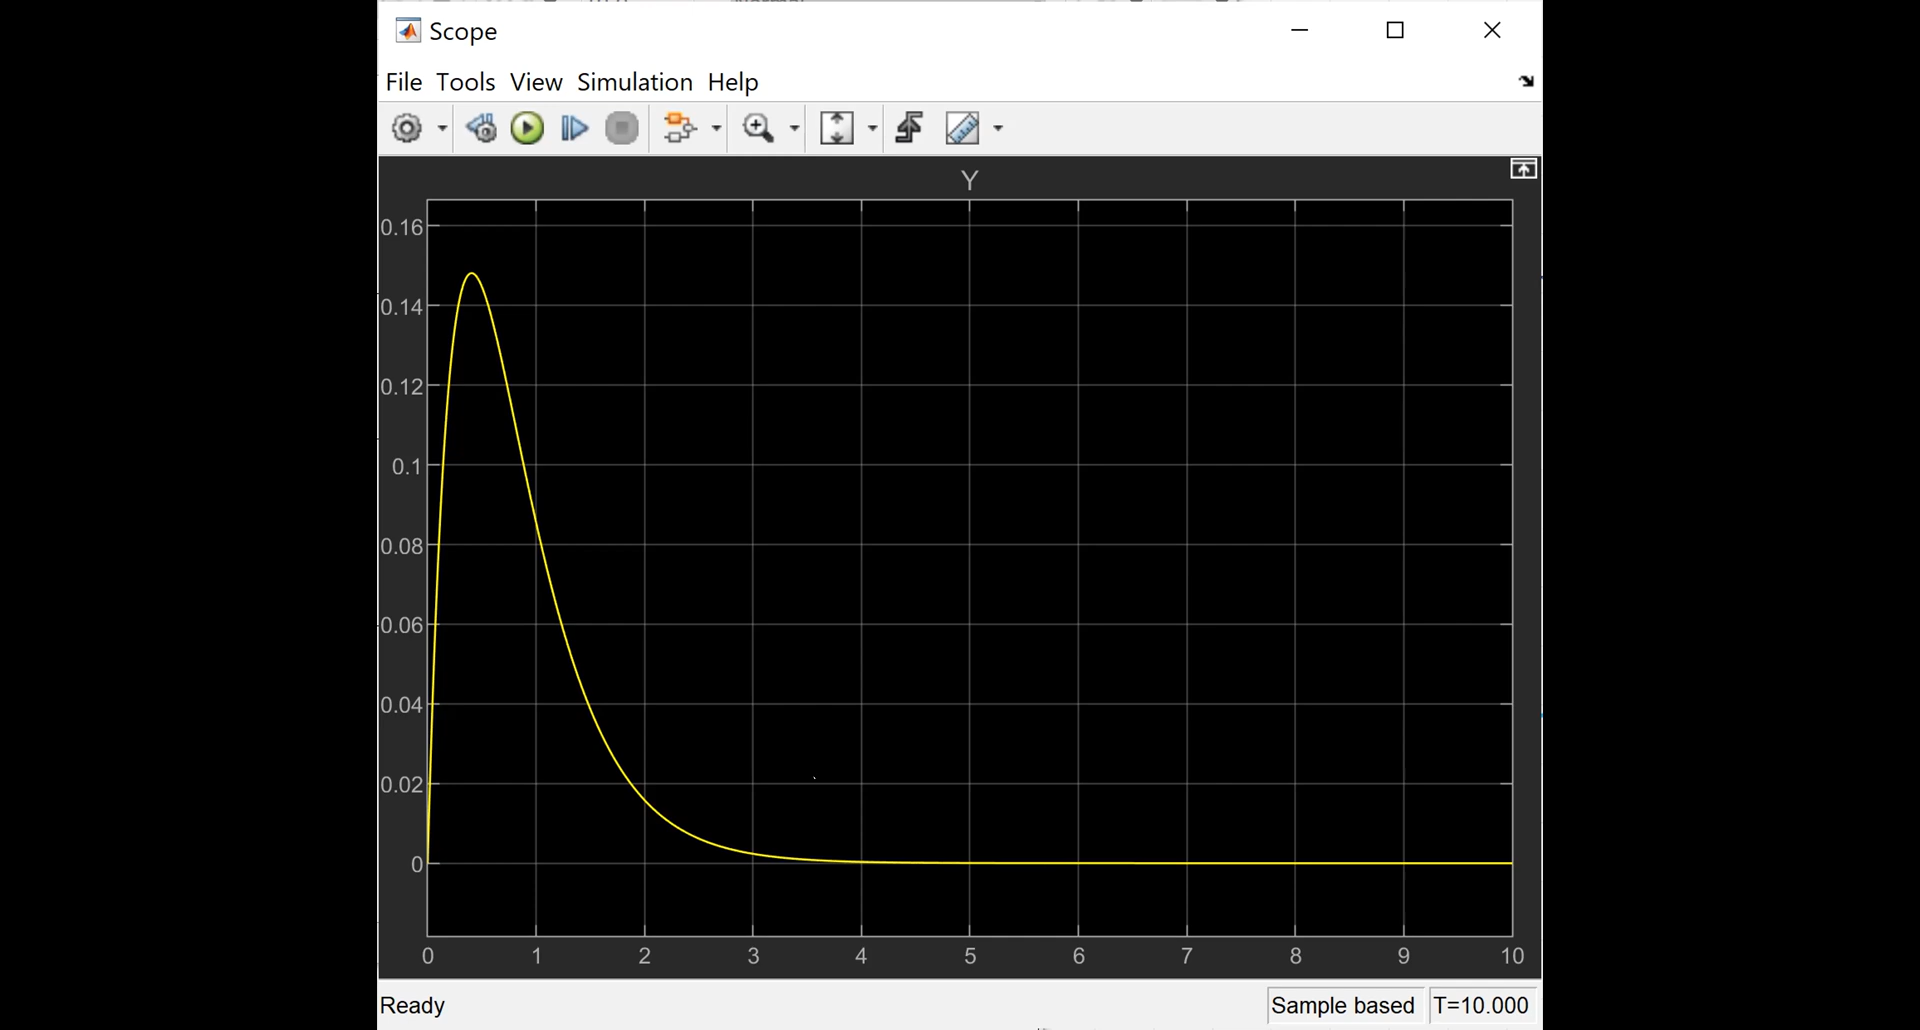 Scope
File Tools View Simulation Help
Y
0.16
0.14
0.12
0.1
0.08
0.06
0.04
0.02
0
0 1 2 3 4 5 6 7 8 9 10
Ready Sample based T=10.000